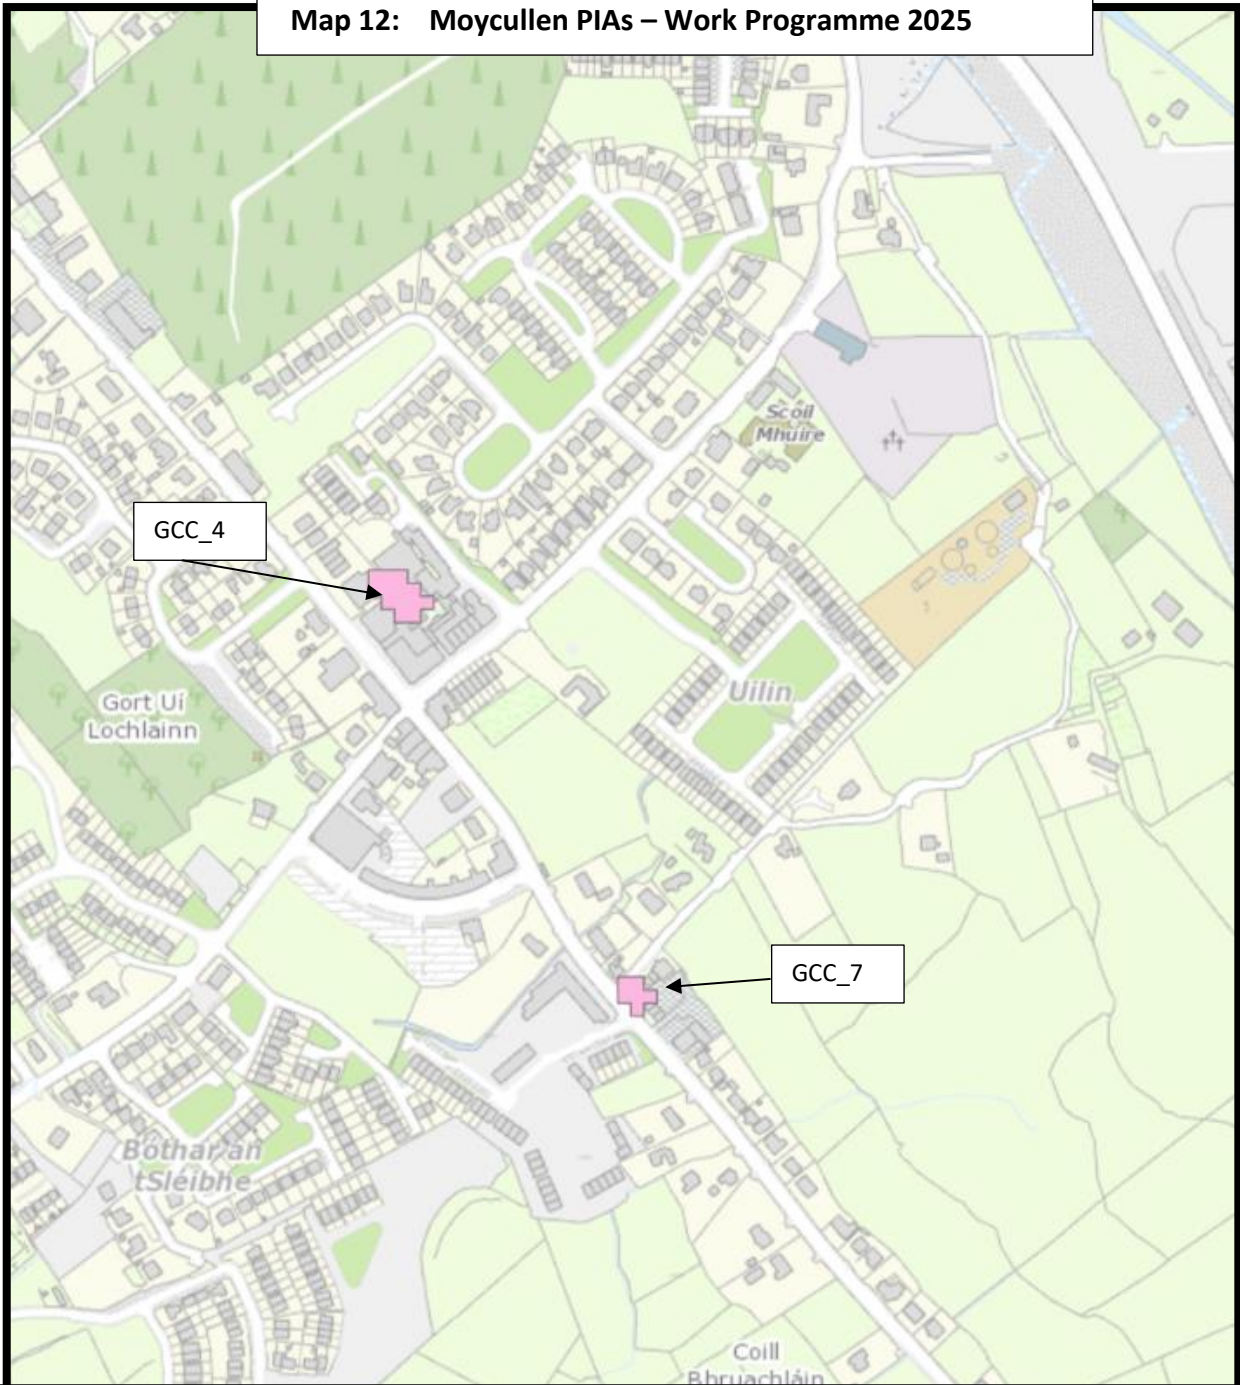 Map 12: Moycullen PIAs – Work Programme 2025
Scoil
Mhuire
GCC_4
Uilin
Gort Uí
Lochlainn
GCC_7
Bóthar an
tSléibhe
Coill
Bhruachláin